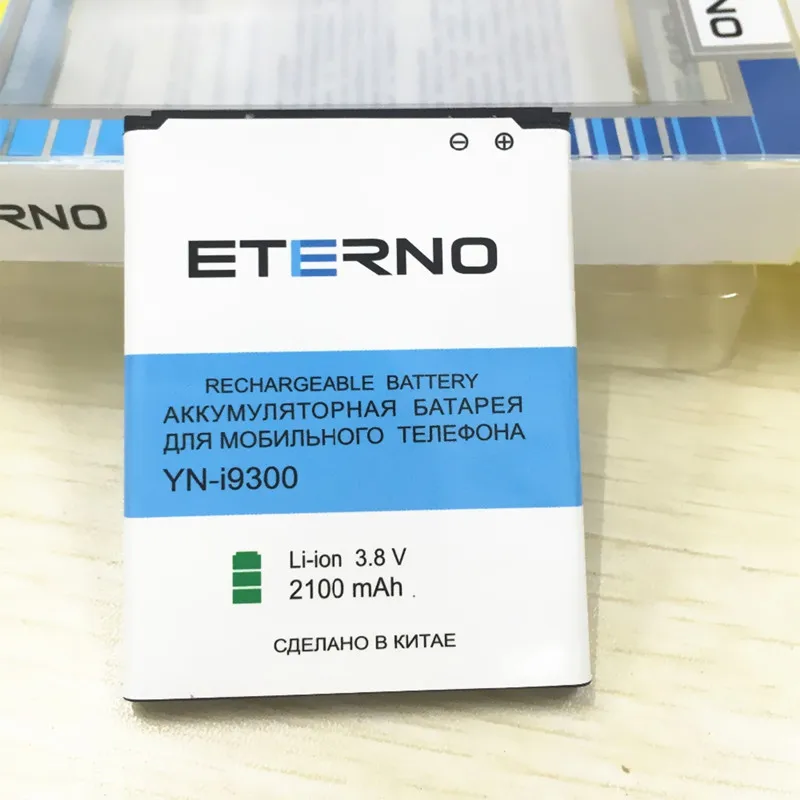 NO
RNO
ETERNO
RECHARGEABLE BATTERY
АККУМУЛЯТОРНАЯ БАТАРЕЯ
ДЛЯ МОБИЛЬНОГО ТЕЛЕФОНА
YN-i9300
Li-ion 3.8 V
2100 mAh
СДЕЛАНО В КИТАЕ